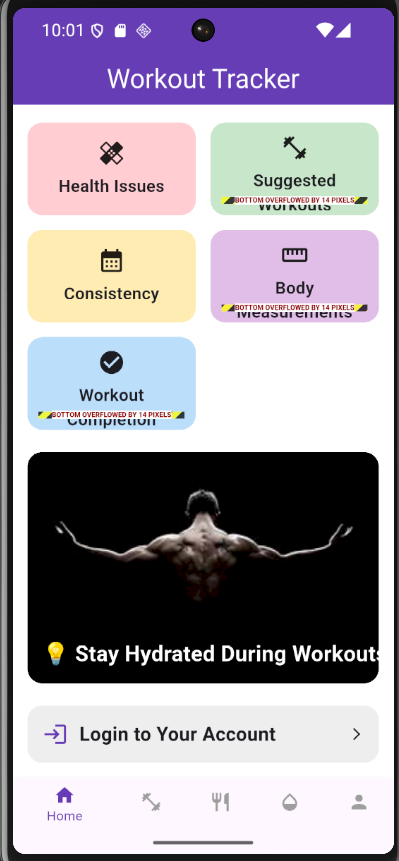 10:01
Workout Tracker
Health Issues
Suggested
BOTTOM OVERFLOWED BY 14 PIXELS
Workouts
Consistency
Body
BOTTOM OVERFLOWED BY 14 PIXELS
Measurements
Workout
BOTTOM OVERFLOWED BY 14 PIXELS
Completion
💡 Stay Hydrated During Workouts
Login to Your Account
Home